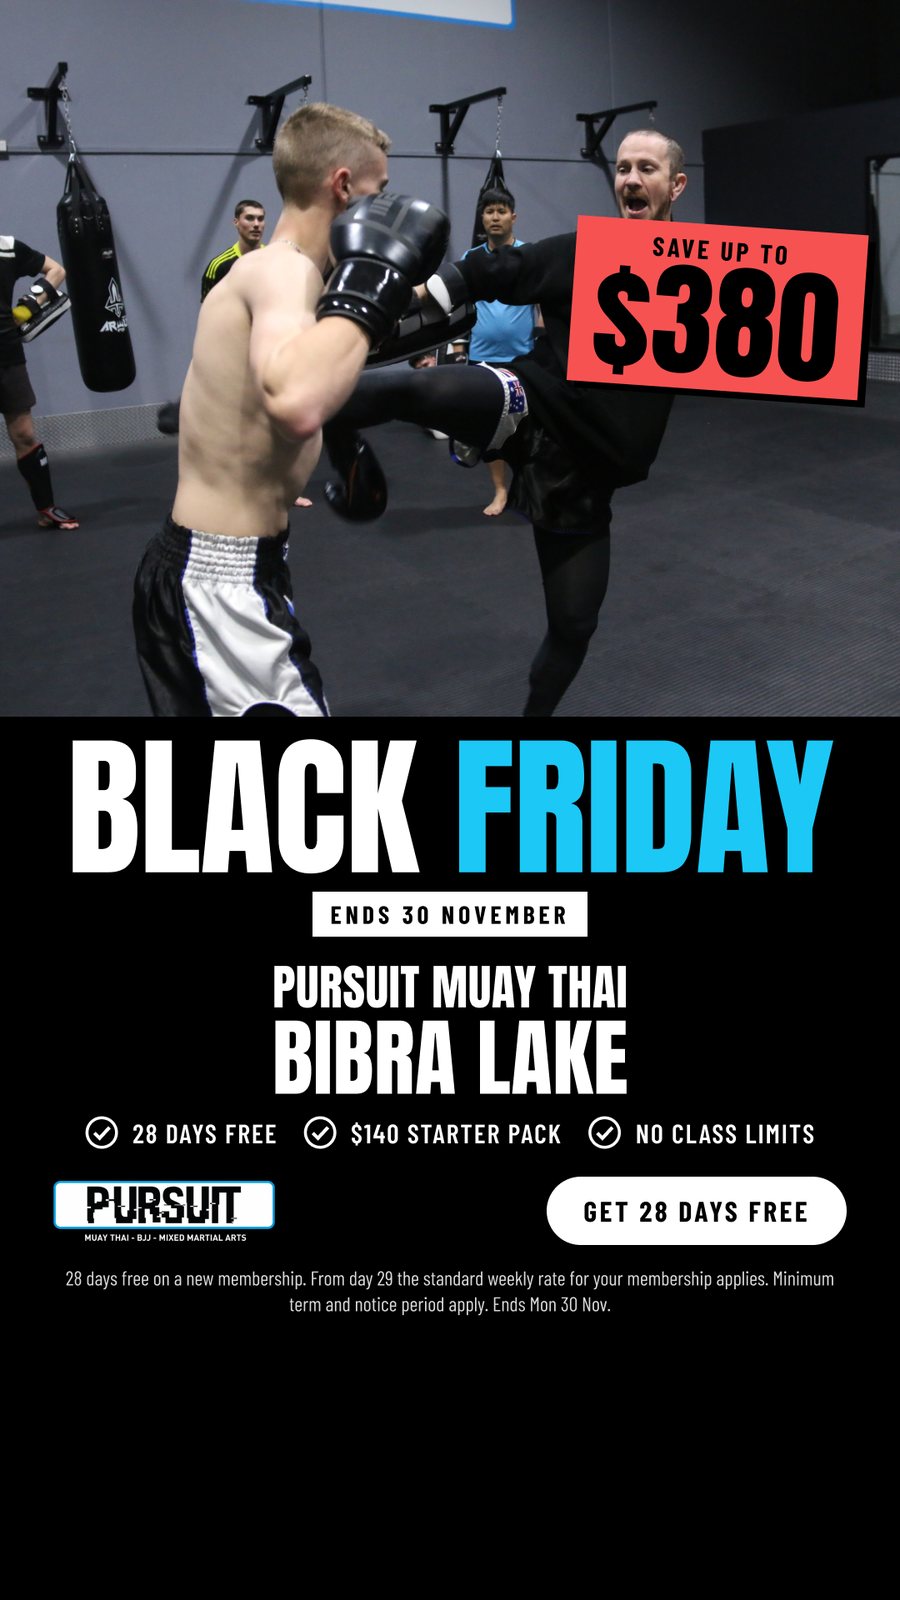 SAVE UP TO
$380
BLACK FRIDAY
ENDS 30 NOVEMBER
PURSUIT MUAY THAI
BIBRA LAKE
28 DAYS FREE $140 STARTER PACK NO CLASS LIMITS
PURSUIT
MUAY THAI - BJJ - MIXED MARTIAL ARTS
GET 28 DAYS FREE
28 days free on a new membership. From day 29 the standard weekly rate for your membership applies. Minimum
term and notice period apply. Ends Mon 30 Nov.